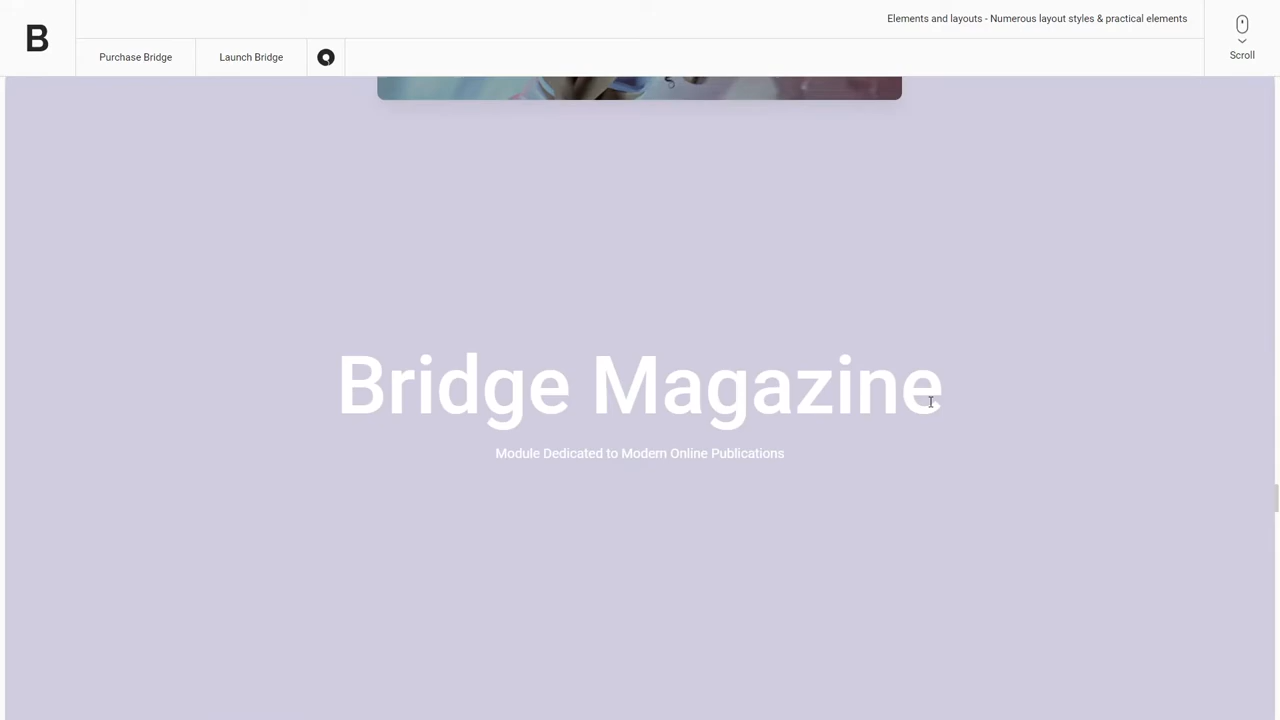 B
Elements and layouts - Numerous layout styles & practical elements
Purchase Bridge
Launch Bridge
Scroll
Bridge Magazine
Module Dedicated to Modern Online Publications